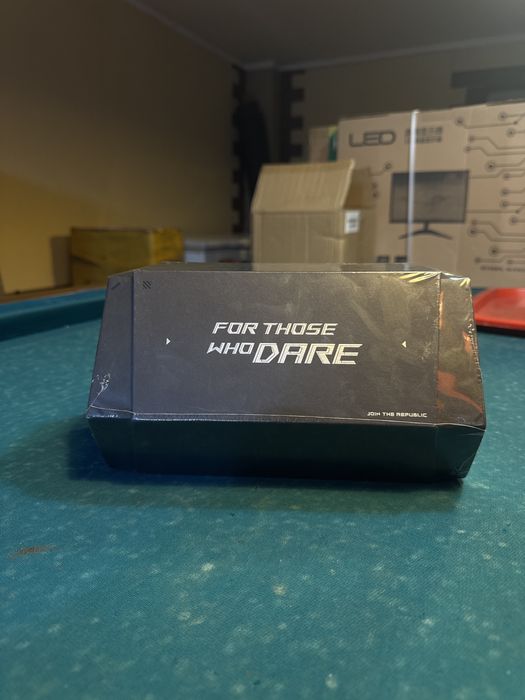 LED
FOR THOSE
WHO DARE
JOIN THE REPUBLIC